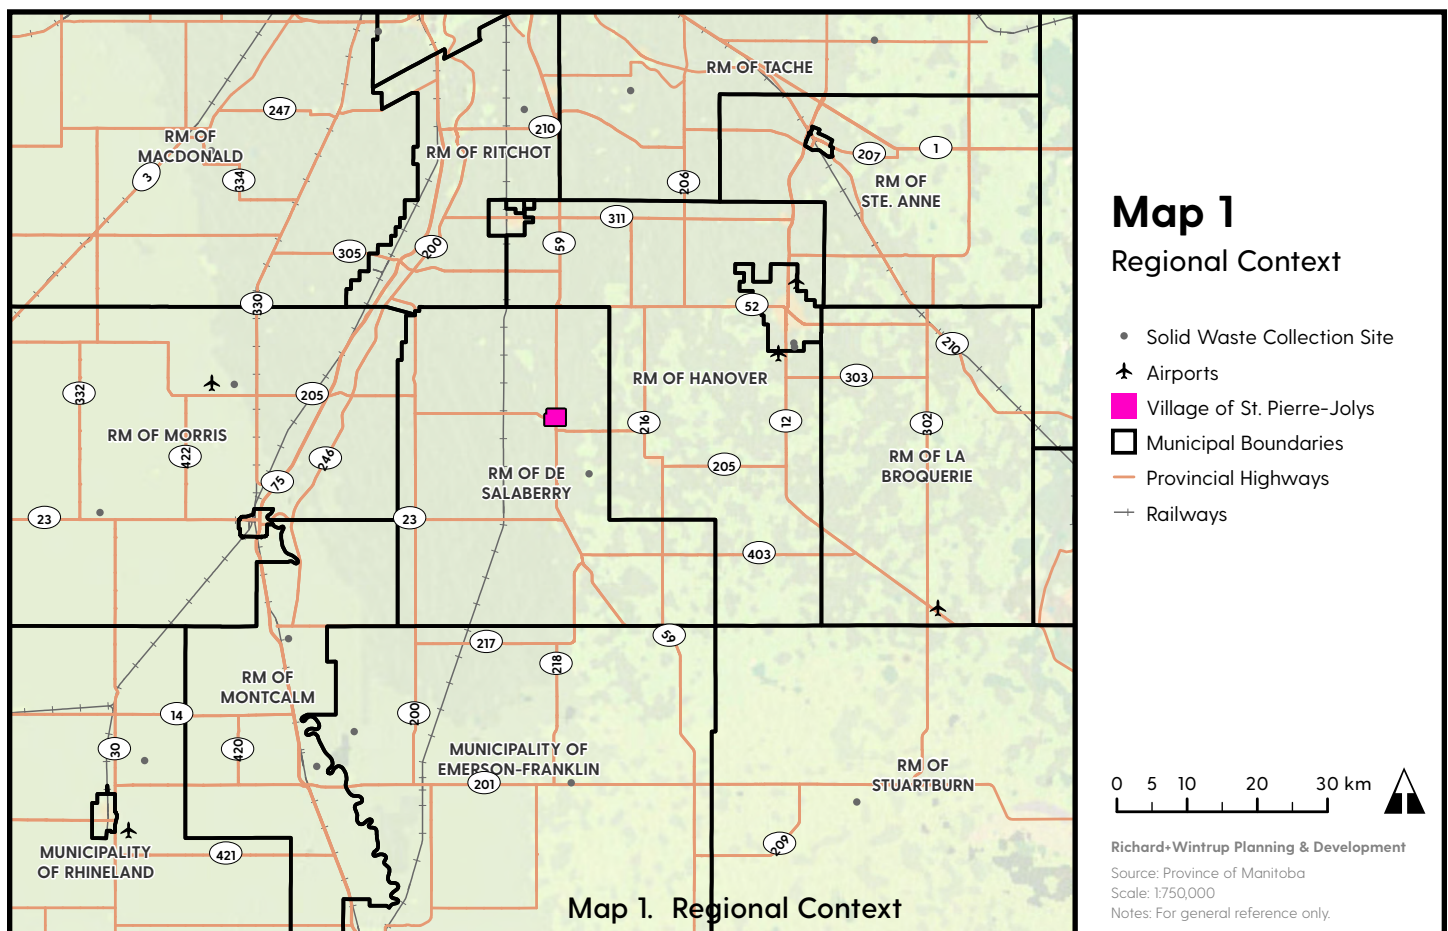 RM OF TACHE
247
210
RM OF
MACDONALD
RM OF RITCHOT
207
1
3
334
206
RM OF
STE. ANNE
311
305
200
59
330
52
210
332
205
RM OF HANOVER
303
RM OF MORRIS
422
246
216
12
302
75
RM OF DE
SALABERRY
205
RM OF LA
BROQUERIE
23
23
403
217
59
218
RM OF
MONTCALM
14
200
30
420
MUNICIPALITY OF
EMERSON-FRANKLIN
201
RM OF
STUARTBURN
209
421
MUNICIPALITY
OF RHINELAND
Map 1. Regional Context
Map 1
Regional Context
Solid Waste Collection Site
Airports
Village of St. Pierre-Jolys
Municipal Boundaries
Provincial Highways
Railways
0 5 10 20 30 km
Richard+Wintrup Planning & Development
Source: Province of Manitoba
Scale: 1:750,000
Notes: For general reference only.